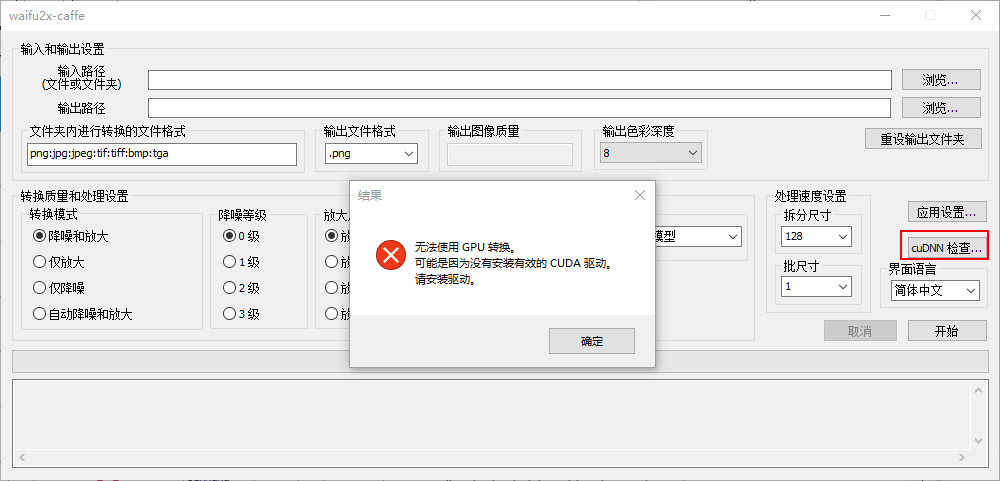 waifu2x-caffe
输入和输出设置
输入路径
(文件或文件夹)
浏览...
输出路径
浏览...
文件夹内进行转换的文件格式
输出文件格式
输出图像质量
输出色彩深度
重设输出文件夹
png:jpg:jpeg:tif:tiff:bmp:tga
.png
8
转换质量和处理设置
转换模式
降噪和放大
仅放大
仅降噪
自动降噪和放大
降噪等级
0 级
1 级
2 级
3 级
放大
模型
处理速度设置
拆分尺寸
128
批尺寸
1
应用设置...
cuDNN 检查...
界面语言
简体中文
取消
开始
结果
无法使用 GPU 转换。
可能是因为没有安装有效的 CUDA 驱动。
请安装驱动。
确定